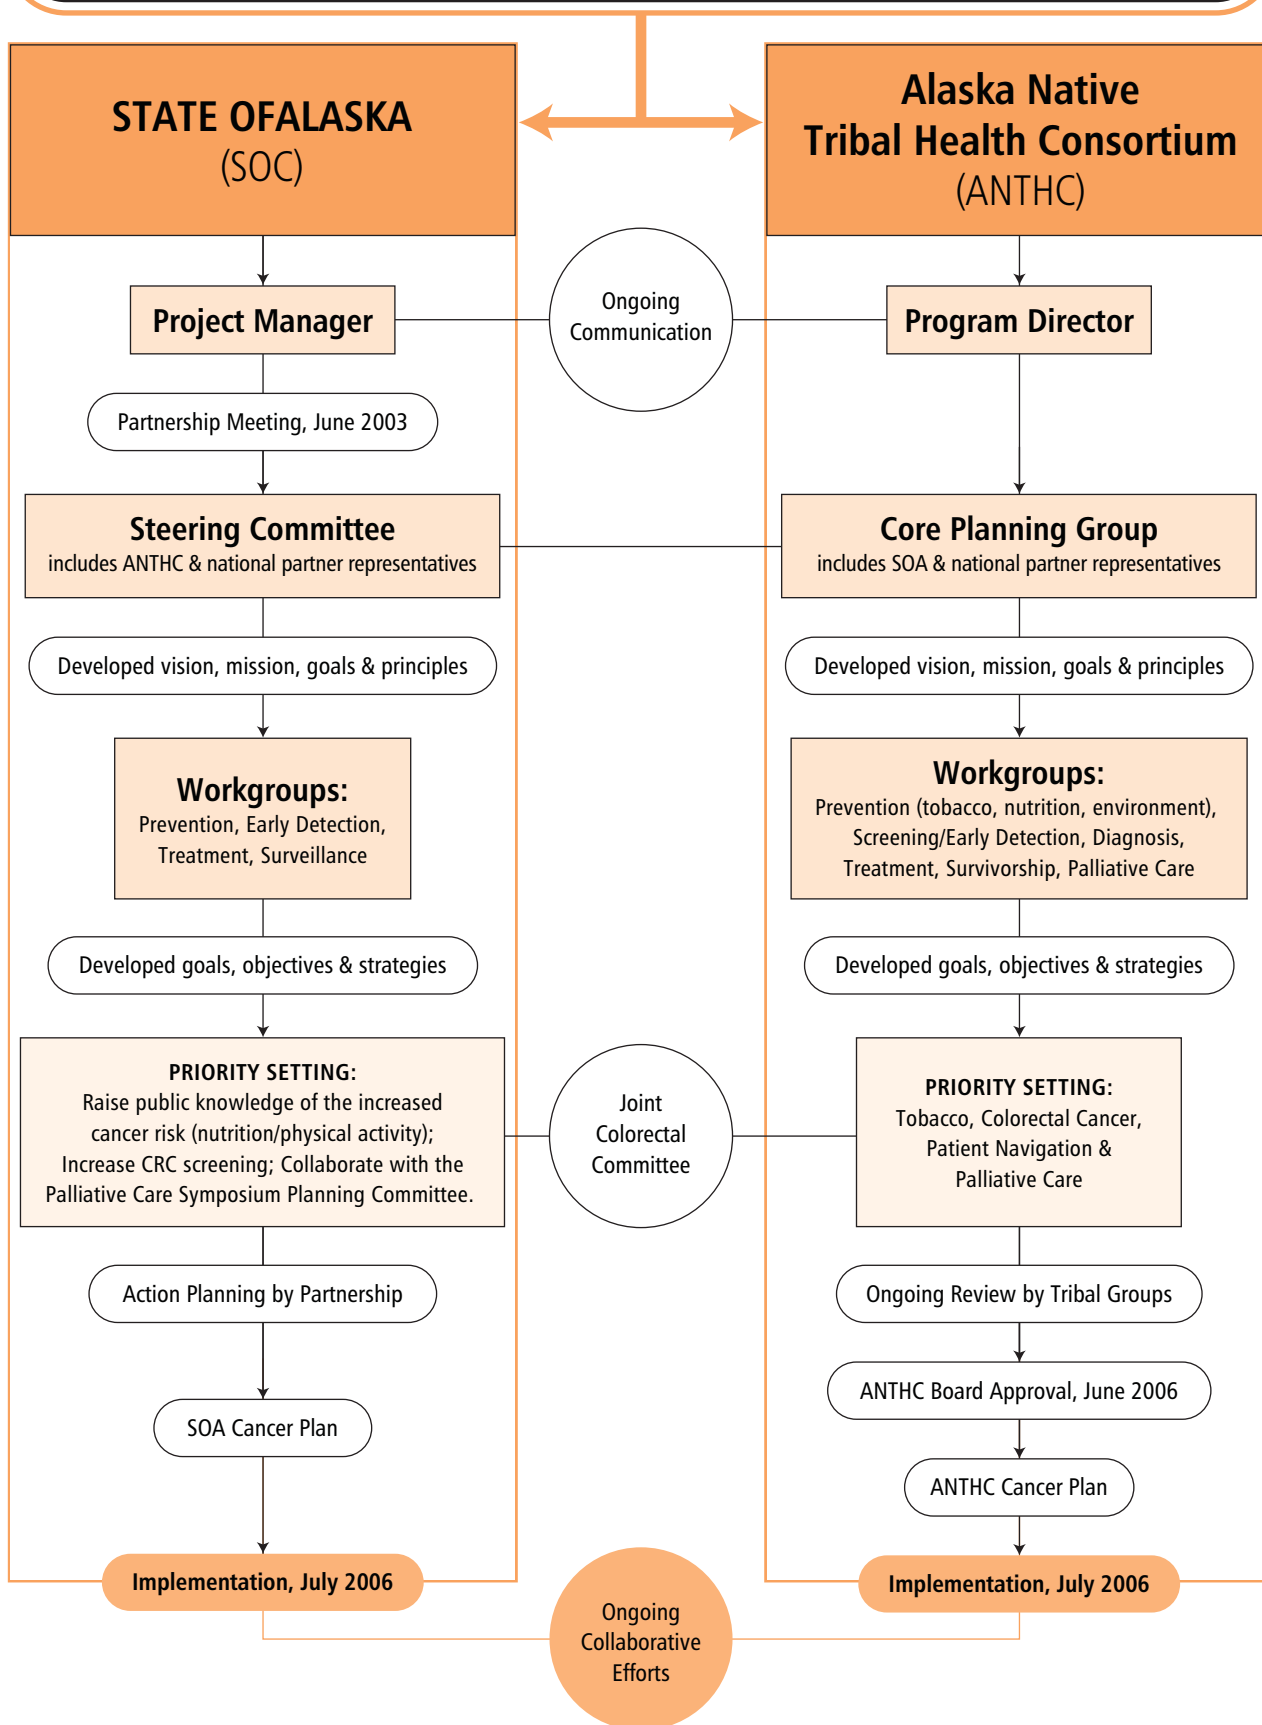 STATE OFALASKA
(SOC)
Alaska Native
Tribal Health Consortium
(ANTHC)
Project Manager
Ongoing
Communication
Program Director
Partnership Meeting, June 2003
Steering Committee
includes ANTHC & national partner representatives
Core Planning Group
includes SOA & national partner representatives
Developed vision, mission, goals & principles
Developed vision, mission, goals & principles
Workgroups:
Prevention, Early Detection,
Treatment, Surveillance
Workgroups:
Prevention (tobacco, nutrition, environment),
Screening/Early Detection, Diagnosis,
Treatment, Survivorship, Palliative Care
Developed goals, objectives & strategies
Developed goals, objectives & strategies
PRIORITY SETTING:
Raise public knowledge of the increased
cancer risk (nutrition/physical activity);
Increase CRC screening; Collaborate with the
Palliative Care Symposium Planning Committee.
Joint
Colorectal
Committee
PRIORITY SETTING:
Tobacco, Colorectal Cancer,
Patient Navigation &
Palliative Care
Action Planning by Partnership
Ongoing Review by Tribal Groups
ANTHC Board Approval, June 2006
SOA Cancer Plan
ANTHC Cancer Plan
Implementation, July 2006
Implementation, July 2006
Ongoing
Collaborative
Efforts